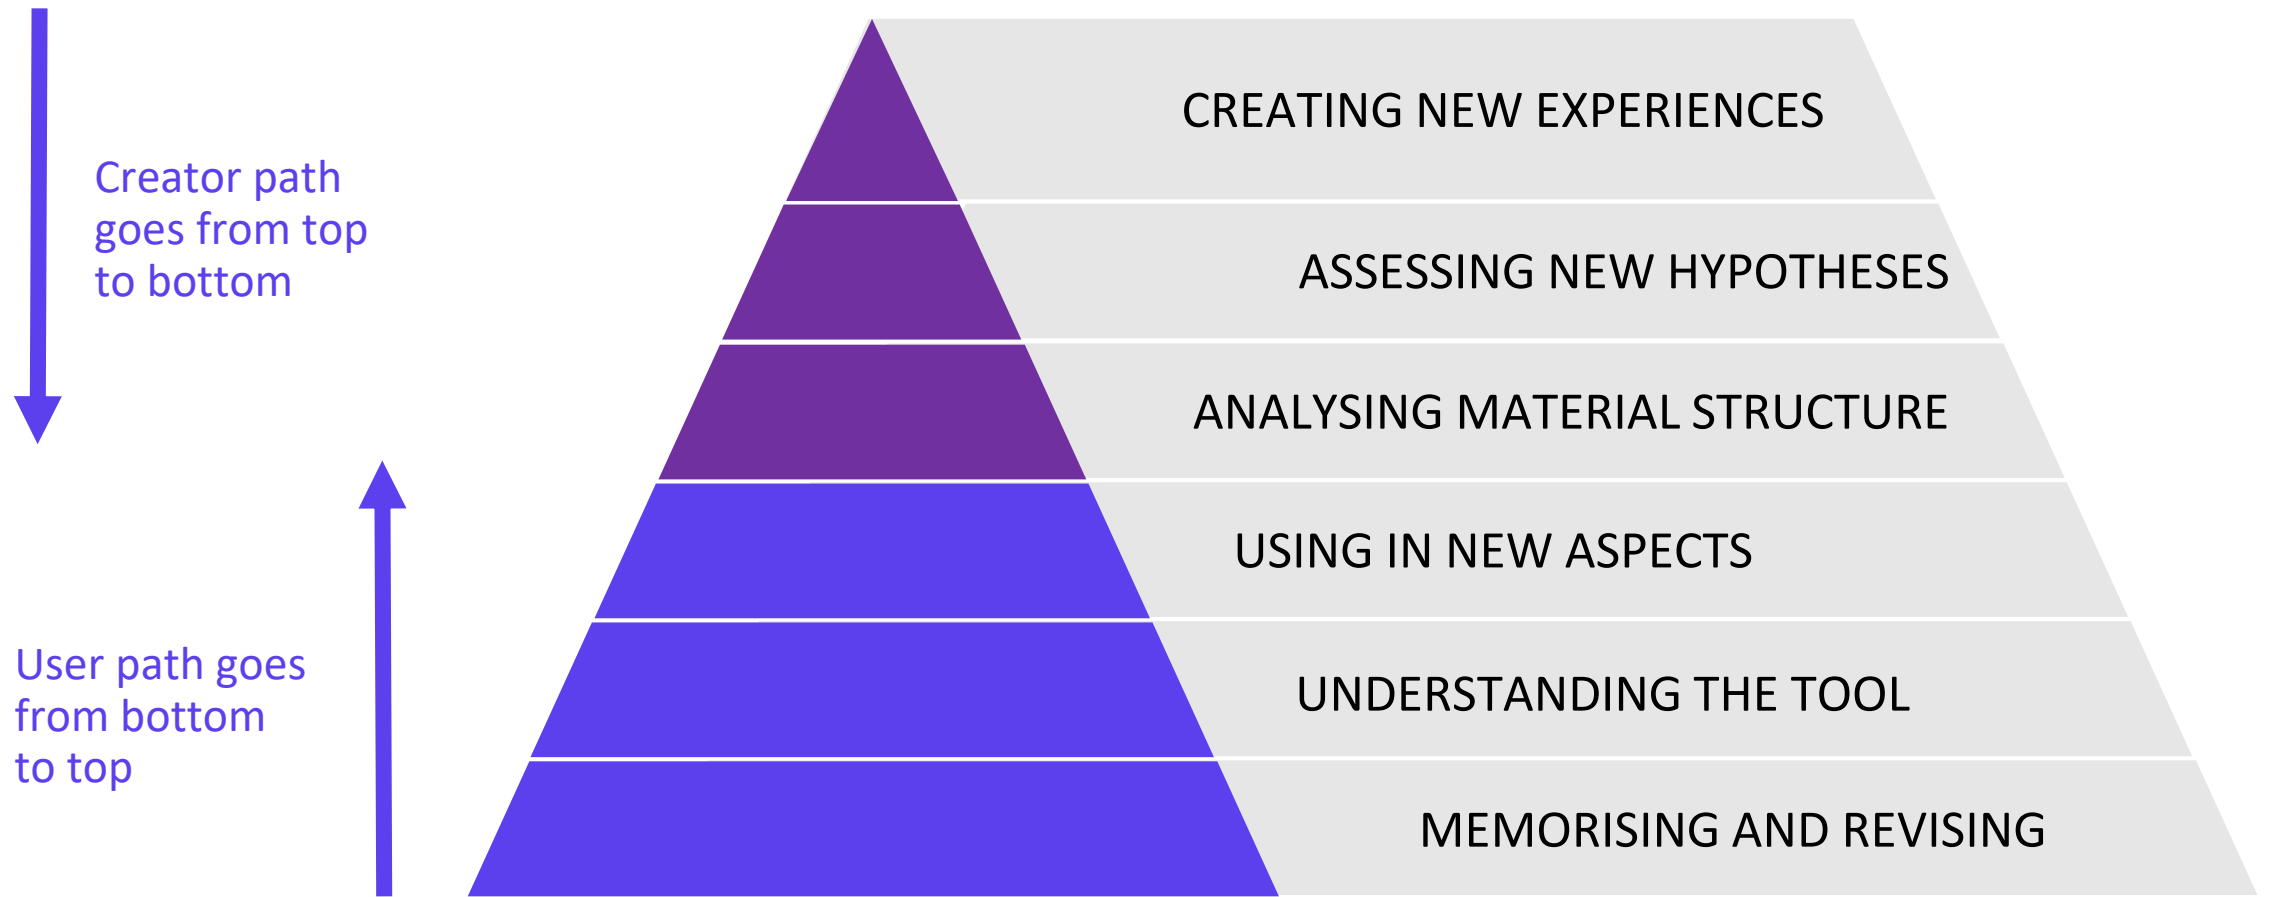 CREATING NEW EXPERIENCES
Creator path
goes from top
to bottom
ASSESSING NEW HYPOTHESES
ANALYSING MATERIAL STRUCTURE
USING IN NEW ASPECTS
User path goes
from bottom
to top
UNDERSTANDING THE TOOL
MEMORISING AND REVISING